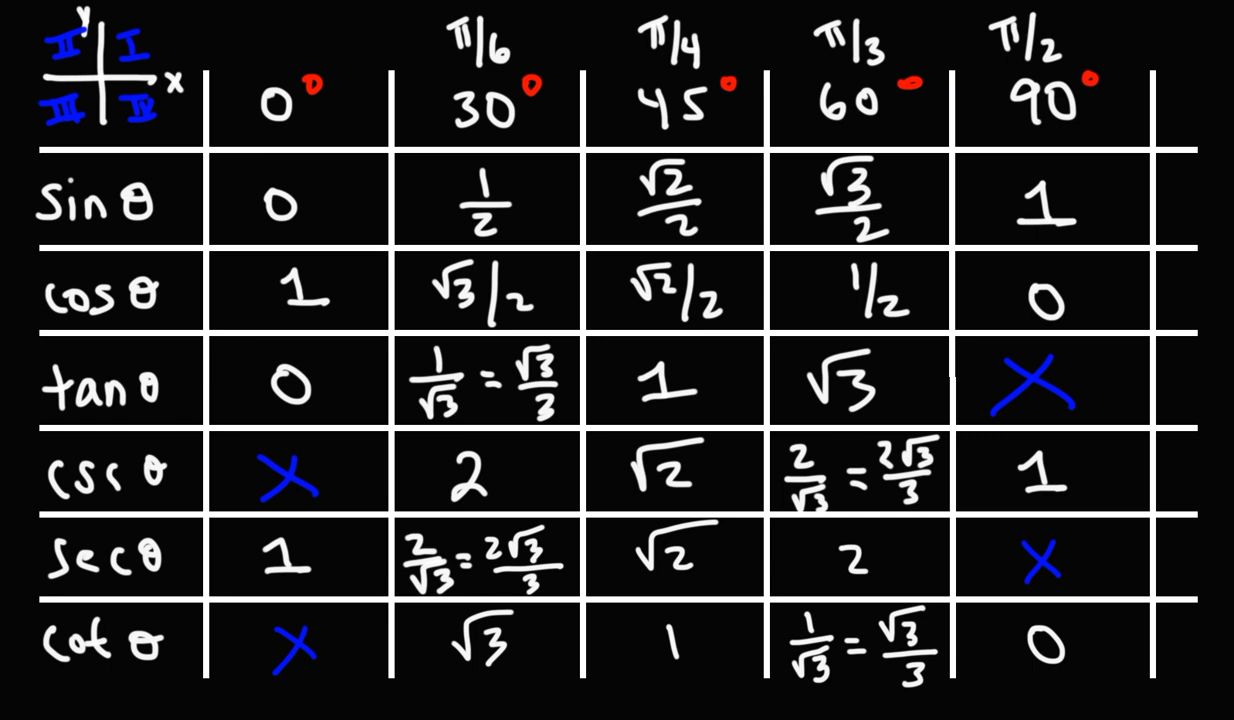 y
II I
x
III IV
π/6 π/4 π/3 π/2
0° 30° 45° 60° 90°
sin θ 0 1/2 √2/2 √3/2 1
cos θ 1 √3/2 √2/2 1/2 0
tan θ 0 1/√3 = √3/3 1 √3 X
csc θ X 2 √2 2/√3 = 2√3/3 1
sec θ 1 2/√3 = 2√3/3 √2 2 X
cot θ X √3 1 1/√3 = √3/3 0